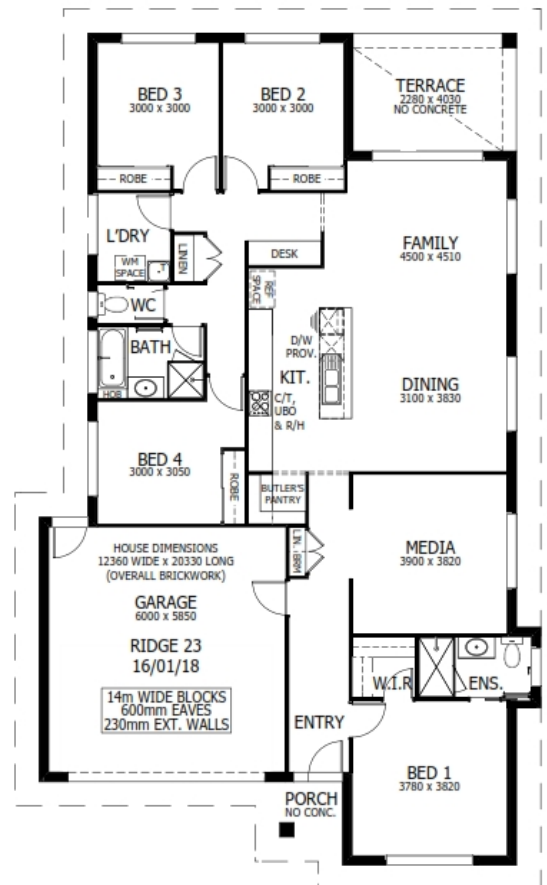 BED 3
3000 x 3000
BED 2
3000 x 3000
TERRACE
2280 x 4030
NO CONCRETE
ROBE
ROBE
L'DRY
WM
SPACE
T
LINEN
DESK
FAMILY
4500 x 4510
REF
SPACE
WC
BATH
HOB
D/W
PROV.
KIT.
C/T,
UBO
& R/H
DINING
3100 x 3830
BED 4
3000 x 3050
ROBE
BUTLER'S
PANTRY
MEDIA
3900 x 3820
LIN.
BRM
HOUSE DIMENSIONS
12360 WIDE x 20330 LONG
(OVERALL BRICKWORK)
GARAGE
6000 x 5850
RIDGE 23
16/01/18
14m WIDE BLOCKS
600mm EAVES
230mm EXT. WALLS
W.I.R
ENS.
ENTRY
BED 1
3780 x 3820
PORCH
NO CONC.